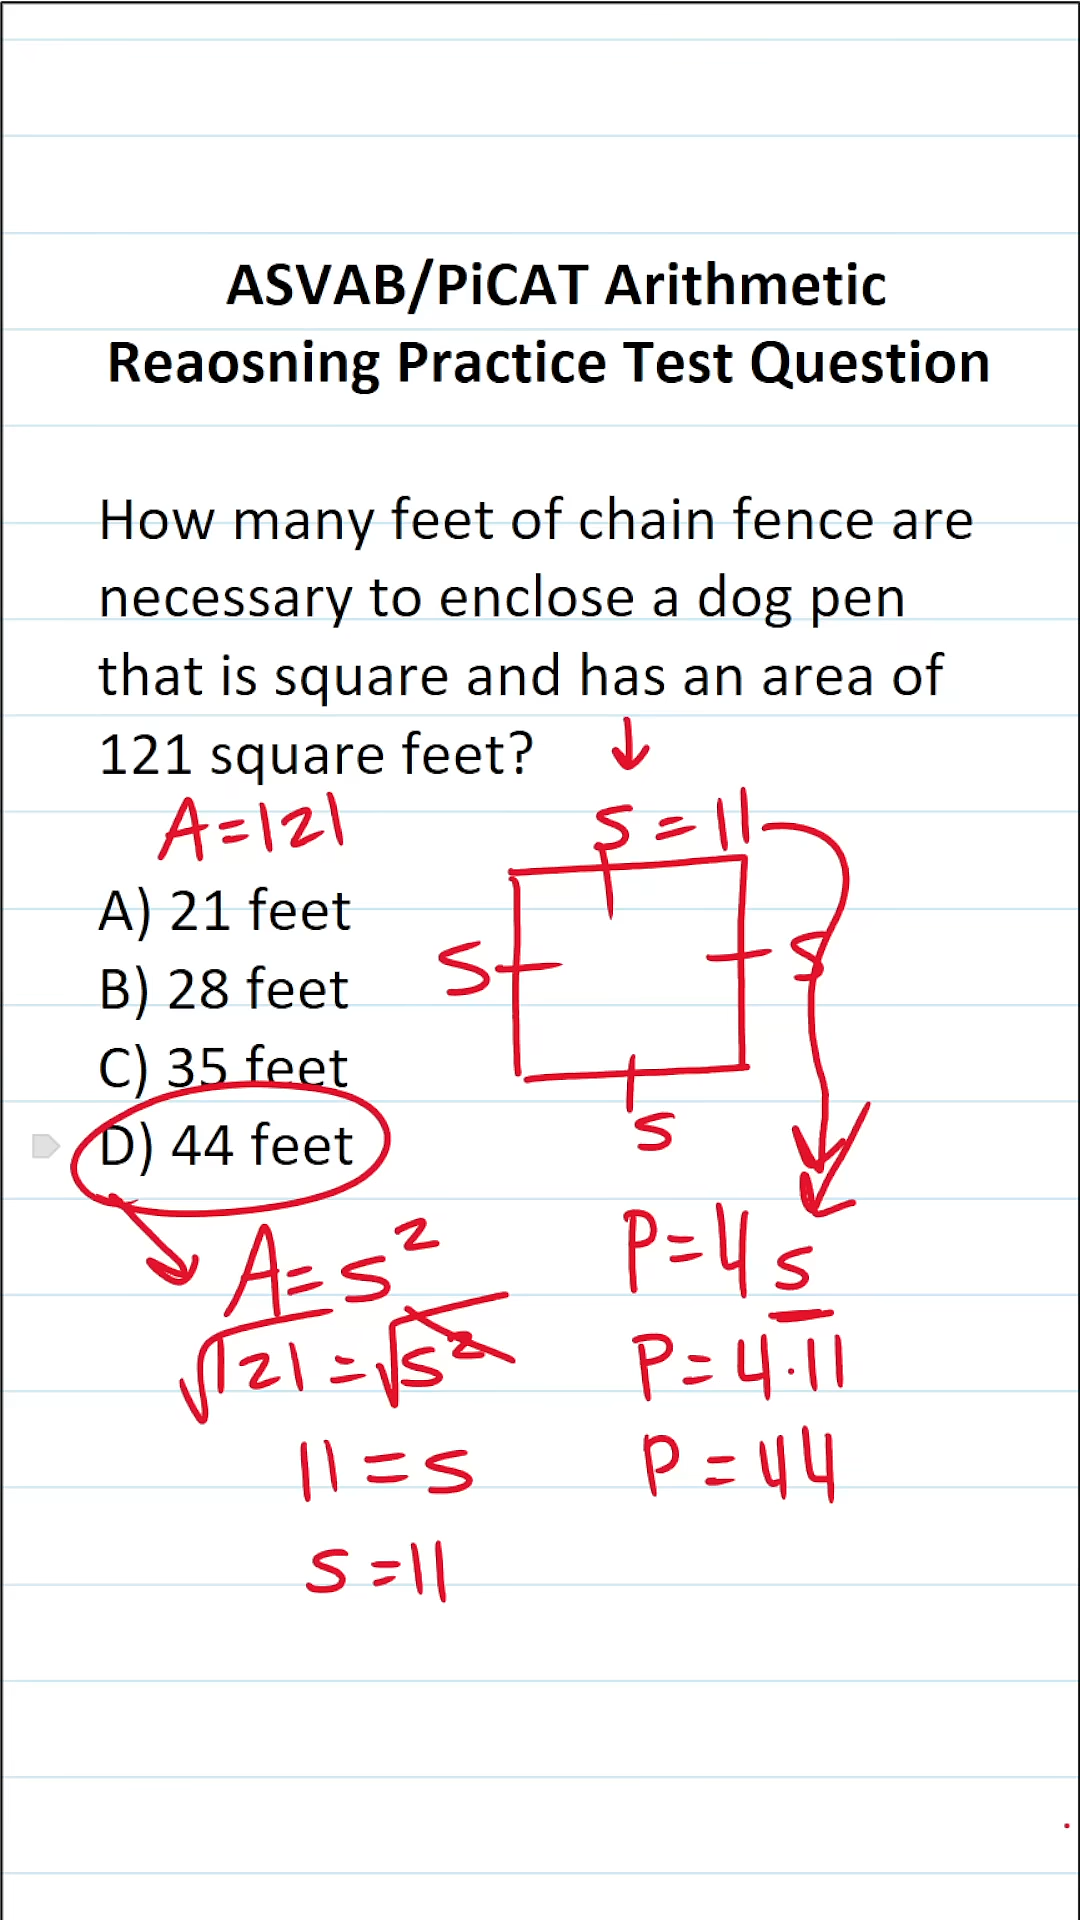 ASVAB/PiCAT Arithmetic
Reaosning Practice Test Question
How many feet of chain fence are
necessary to enclose a dog pen
that is square and has an area of
121 square feet?
A=121
s = 11
A) 21 feet
B) 28 feet
C) 35 feet
D) 44 feet
s
s
s
A=s²
√121=√s²
11=s
s=11
P=4s
P=4·11
P=44